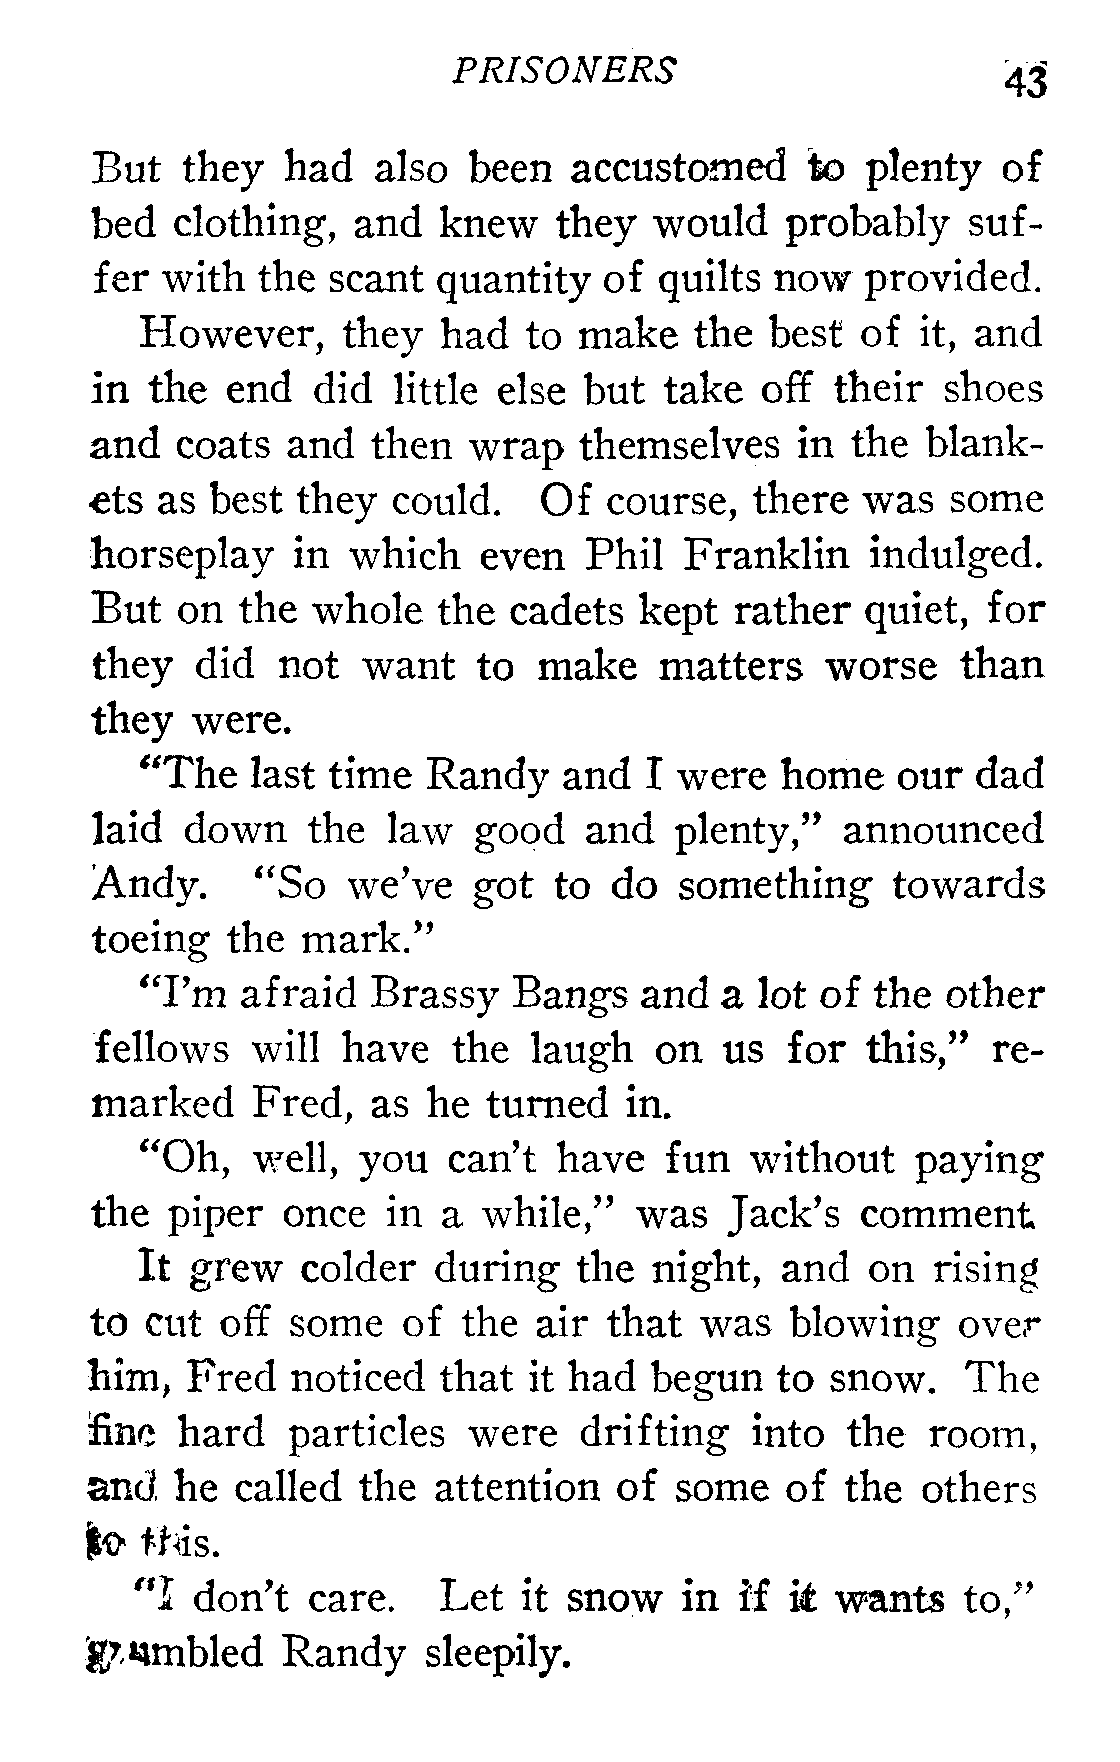 PRISONERS 43
But they had also been accustomed to plenty of
bed clothing, and knew they would probably suf-
fer with the scant quantity of quilts now provided.
However, they had to make the best of it, and
in the end did little else but take off their shoes
and coats and then wrap themselves in the blank-
ets as best they could. Of course, there was some
horseplay in which even Phil Franklin indulged.
But on the whole the cadets kept rather quiet, for
they did not want to make matters worse than
they were.
“The last time Randy and I were home our dad
laid down the law good and plenty,” announced
Andy. “So we’ve got to do something towards
toeing the mark.”
“I’m afraid Brassy Bangs and a lot of the other
fellows will have the laugh on us for this,” re-
marked Fred, as he turned in.
“Oh, well, you can’t have fun without paying
the piper once in a while,” was Jack’s comment.
It grew colder during the night, and on rising
to cut off some of the air that was blowing over
him, Fred noticed that it had begun to snow. The
fine hard particles were drifting into the room,
and he called the attention of some of the others
to this.
“I don’t care. Let it snow in if it wants to,”
grumbled Randy sleepily.